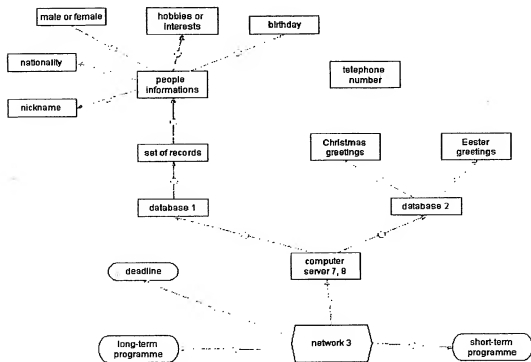 male or female
hobbies or
interests
birthday
nationality
people
informations
telephone
number
nickname
set of records
Christmas
greetings
Eester
greetings
database 1
database 2
computer
server 7, 8
deadline
network 3
long-term
programme
short-term
programme